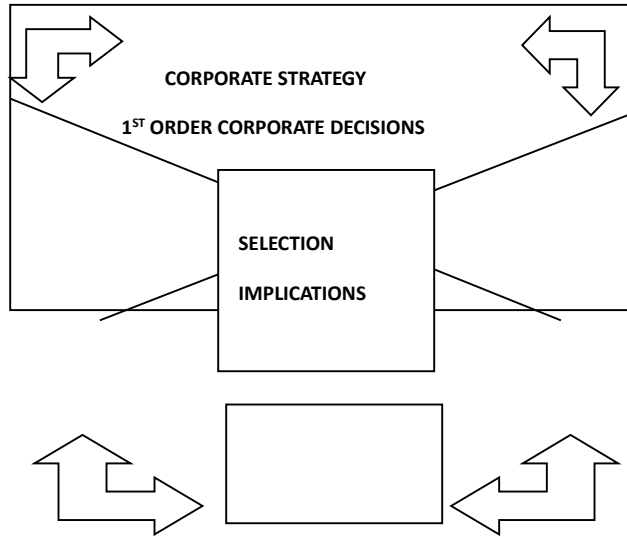 CORPORATE STRATEGY
1ST ORDER CORPORATE DECISIONS
SELECTION
IMPLICATIONS